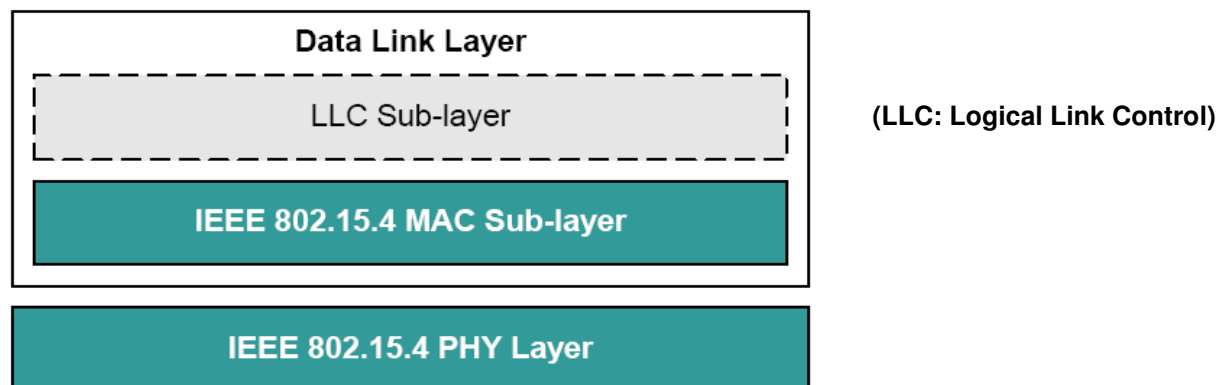 Data Link Layer
LLC Sub-layer
(LLC: Logical Link Control)
IEEE 802.15.4 MAC Sub-layer
IEEE 802.15.4 PHY Layer